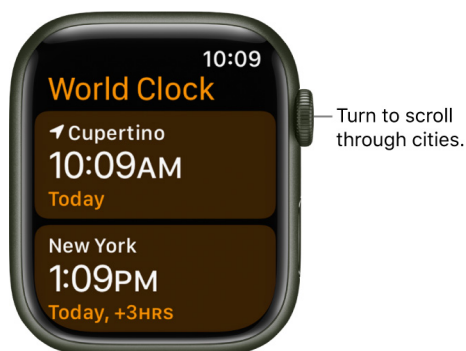 10:09
World Clock
Cupertino
10:09AM
Today
New York
1:09PM
Today, +3HRS
Turn to scroll
through cities.